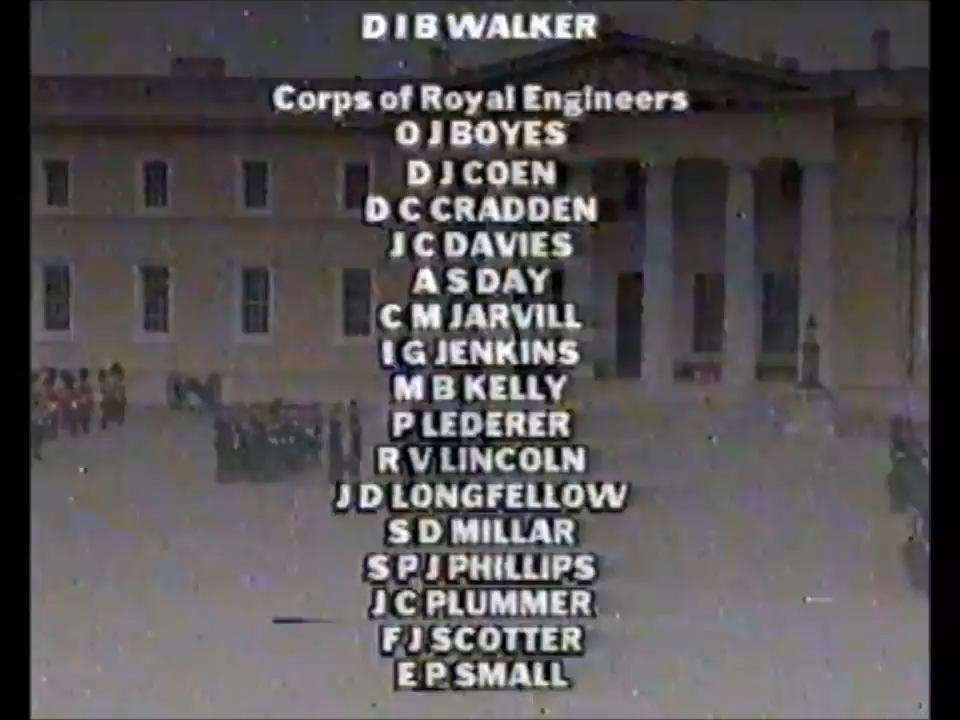 D I B WALKER
Corps of Royal Engineers
O J BOYES
D J COEN
D C CRADDEN
J C DAVIES
A S DAY
C M JARVILL
I G JENKINS
M B KELLY
P LEDERER
R V LINCOLN
J D LONGFELLOW
S D MILLAR
S P J PHILLIPS
J C PLUMMER
F J SCOTTER
E P SMALL